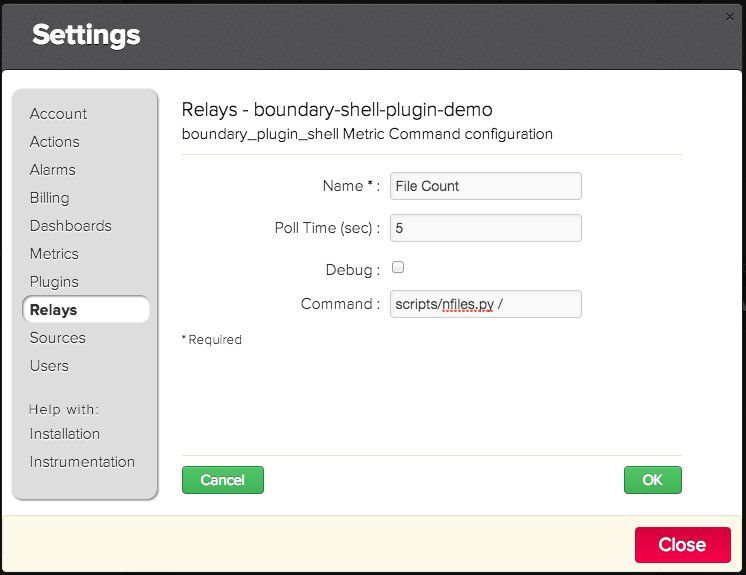 Settings
×
Account
Actions
Alarms
Billing
Dashboards
Metrics
Plugins
Relays
Sources
Users
Help with:
Installation
Instrumentation
Relays - boundary-shell-plugin-demo
boundary_plugin_shell Metric Command configuration
Name * : File Count
Poll Time (sec) : 5
Debug :
Command : scripts/nfiles.py /
* Required
Cancel
OK
Close